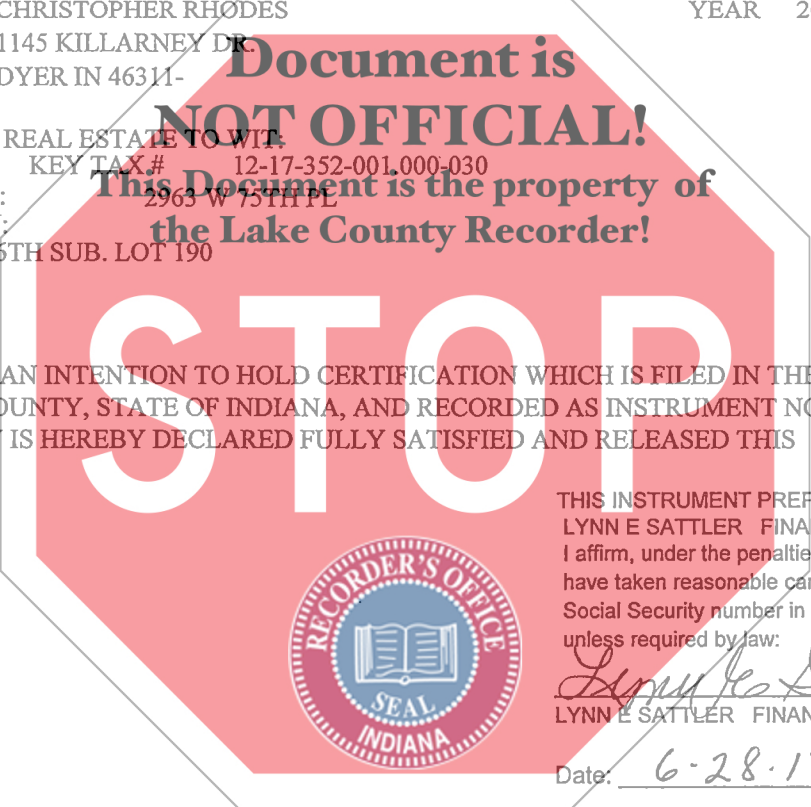 CHRISTOPHER RHODES
YEAR 2
1145 KILLARNEY DR.
DYER IN 46311-
Document is
NOT OFFICIAL!
REAL ESTATE TO WIT:
KEY TAX.# 12-17-352-001.000-030
This Document is the property of
: 2963 W 75TH PL
:
the Lake County Recorder!
6TH SUB. LOT 190
STOP
AN INTENTION TO HOLD CERTIFICATION WHICH IS FILED IN THE
OUNTY, STATE OF INDIANA, AND RECORDED AS INSTRUMENT NO
IS HEREBY DECLARED FULLY SATISFIED AND RELEASED THIS
THIS INSTRUMENT PREP
LYNN E SATTLER FINA
I affirm, under the penaltie
have taken reasonable ca
Social Security number in
unless required by law:
RECORDER'S OFFICE
SEAL
INDIANA
LYNN E SATTLER FINAN
Date: 6-28-1